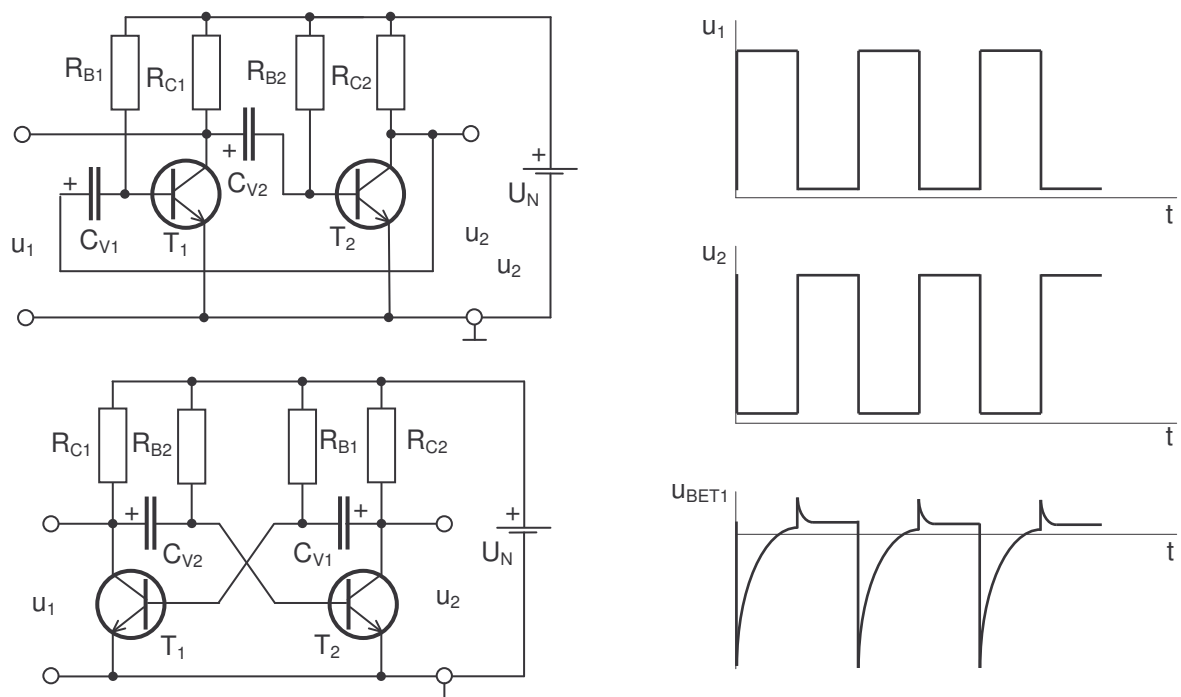 R_B1
R_C1
R_B2
R_C2
+
C_V1
+
C_V2
T_1
T_2
+
U_N
u_1
u_2
u_2
R_C1
R_B2
R_B1
R_C2
+
C_V2
C_V1
+
+
U_N
u_1
T_1
T_2
u_2
u_1
t
u_2
t
u_BET1
t